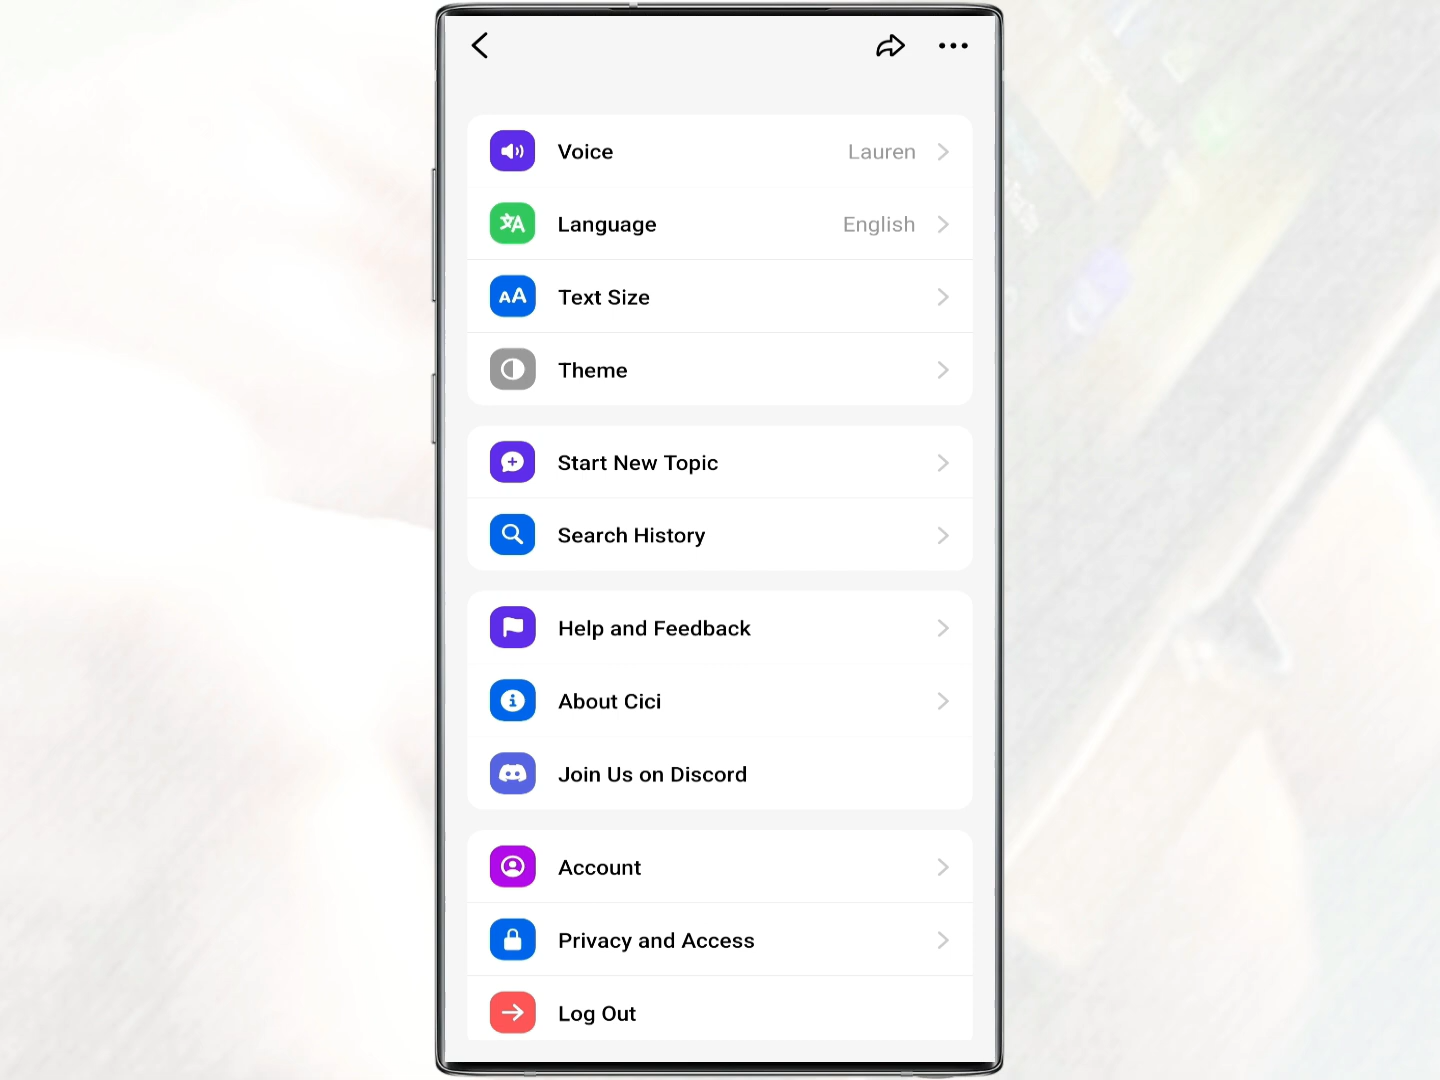 Voice Lauren
Language English
Text Size
Theme
Start New Topic
Search History
Help and Feedback
About Cici
Join Us on Discord
Account
Privacy and Access
Log Out